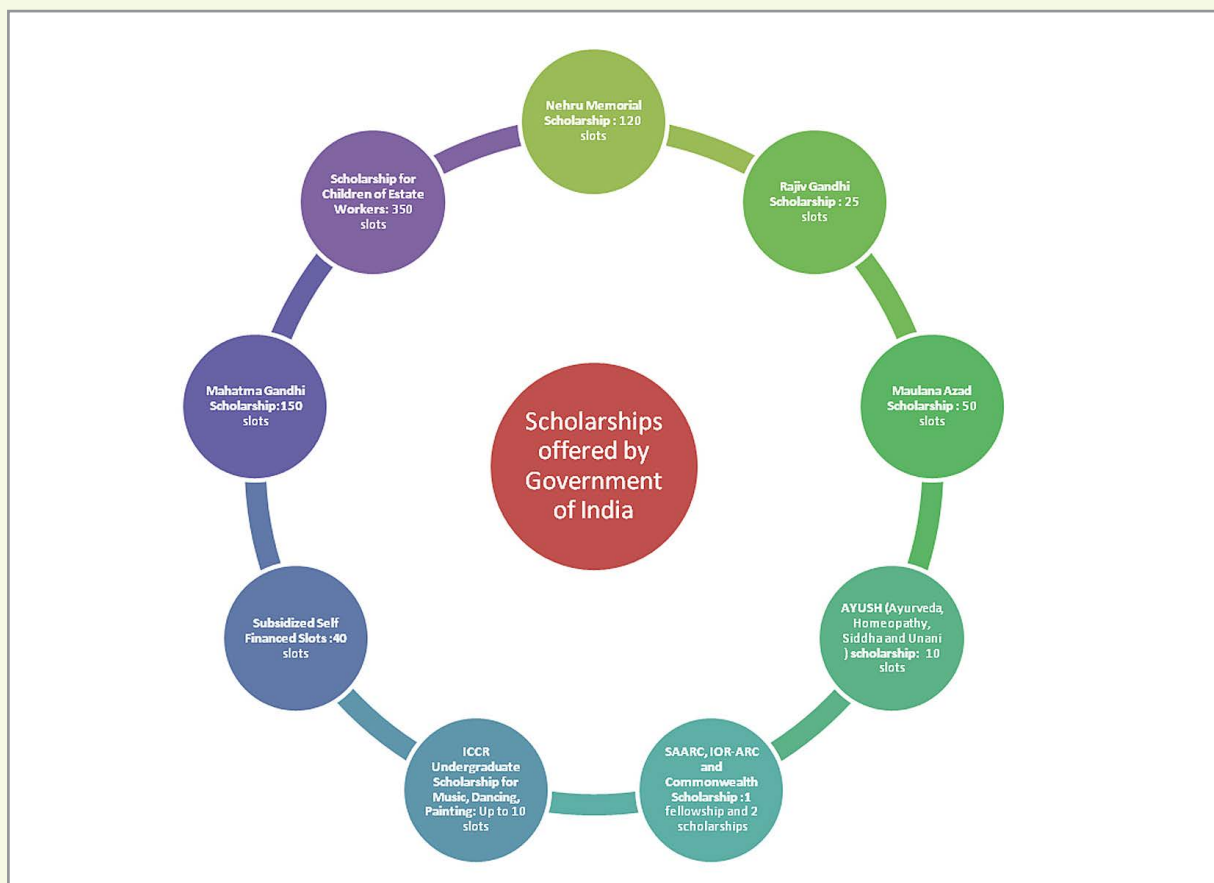 Nehru Memorial
Scholarship : 120
slots
Rajiv Gandhi
Scholarship : 25
slots
Maulana Azad
Scholarship : 50
slots
AYUSH (Ayurveda,
Homeopathy,
Siddha and Unani
) scholarship: 10
slots
SAARC, IOR-ARC
and
Commonwealth
Scholarship :1
fellowship and 2
scholarships
ICCR
Undergraduate
Scholarship for
Music, Dancing,
Painting: Up to 10
slots
Subsidized Self
Financed Slots :40
slots
Mahatma Gandhi
Scholarship:150
slots
Scholarship for
Children of Estate
Workers: 350
slots
Scholarships
offered by
Government
of India